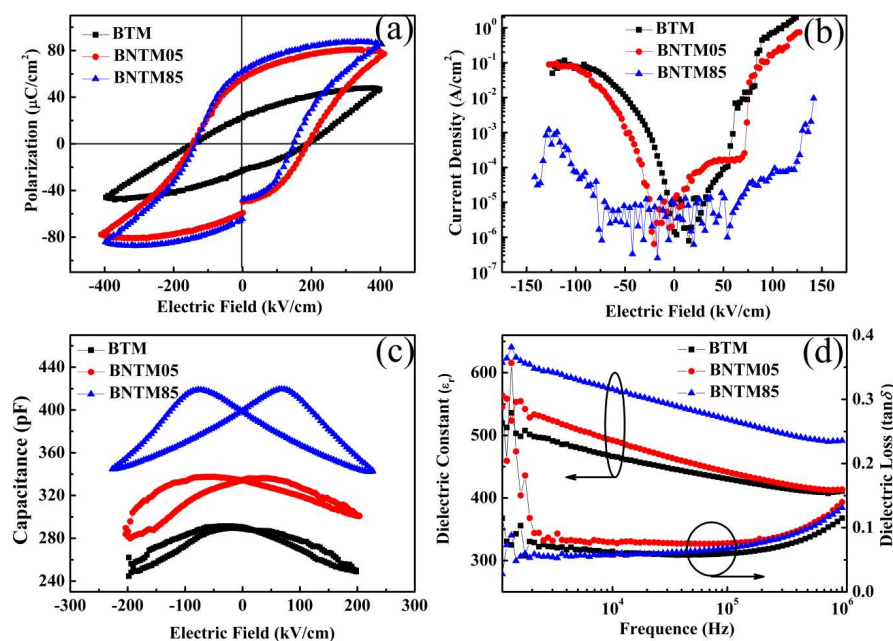 (a)
BTM
BNTM05
BNTM85
Polarization (μC/cm²)
80
40
0
-40
-80
-400 -200 0 200 400
Electric Field (kV/cm)
(b)
BTM
BNTM05
BNTM85
Current Density (A/cm²)
10⁰
10⁻¹
10⁻²
10⁻³
10⁻⁴
10⁻⁵
10⁻⁶
10⁻⁷
-150 -100 -50 0 50 100 150
Electric Field (kV/cm)
(c)
BTM
BNTM05
BNTM85
Capacitance (pF)
440
400
360
320
280
240
-300 -200 -100 0 100 200 300
Electric Field (kV/cm)
(d)
BTM
BNTM05
BNTM85
Dielectric Constant (εr)
600
500
400
300
Dielectric Loss (tanδ)
0.4
0.3
0.2
0.1
0.0
10⁴ 10⁵ 10⁶
Frequence (Hz)